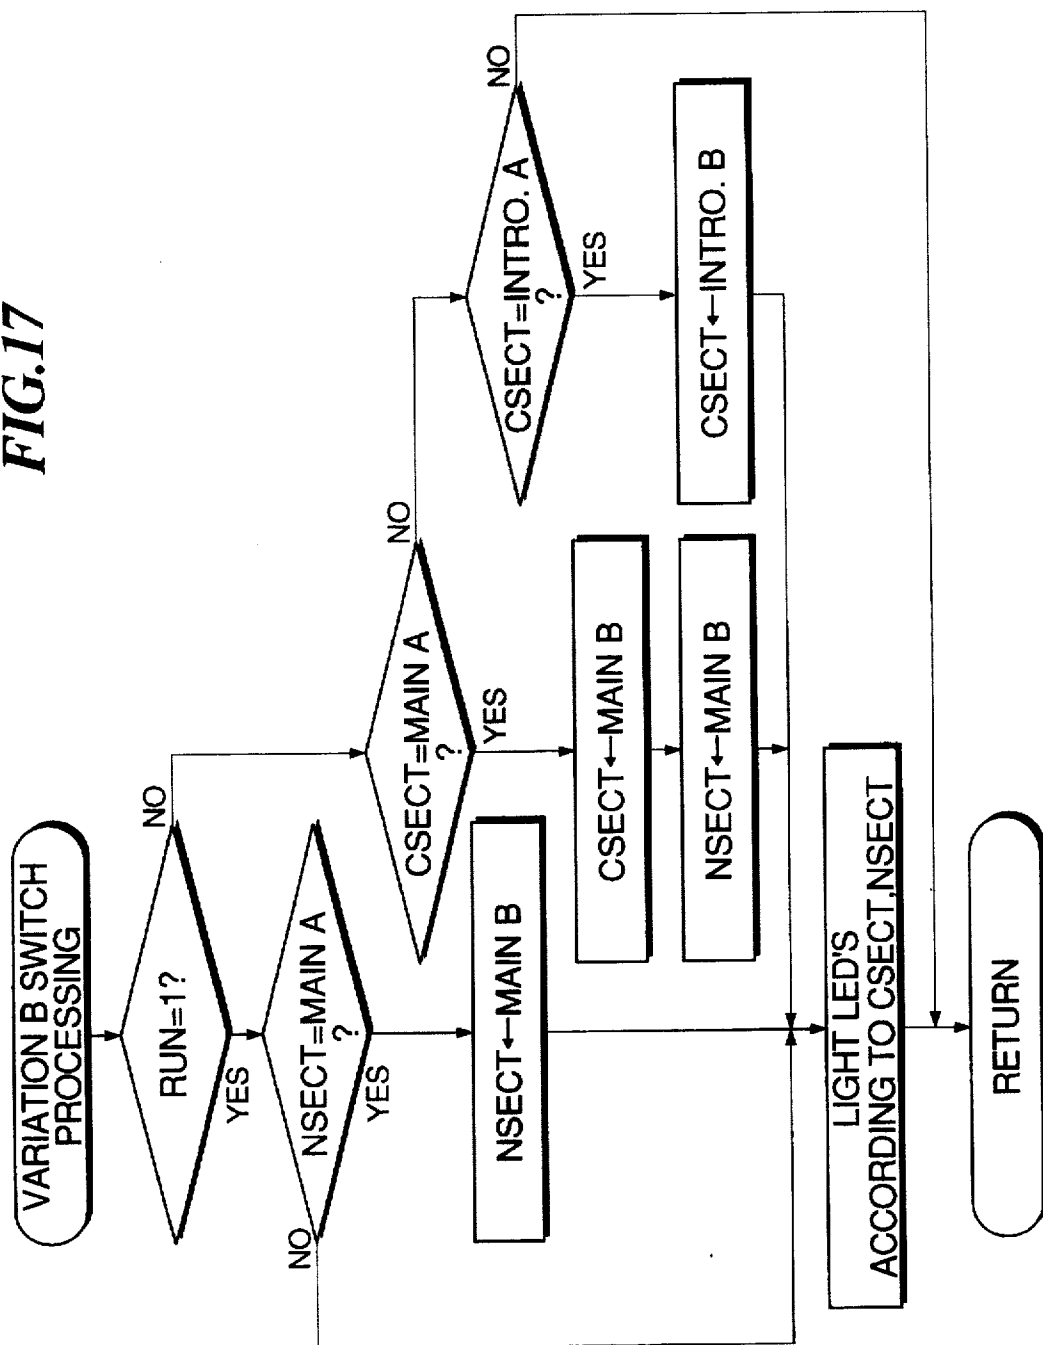 FIG.17
VARIATION B SWITCH
PROCESSING
RUN=1?
NO
YES
NSECT=MAIN A
?
NO
YES
NSECT←MAIN B
CSECT=MAIN A
?
NO
YES
CSECT←MAIN B
NSECT←MAIN B
CSECT=INTRO. A
?
NO
YES
CSECT←INTRO. B
LIGHT LED'S
ACCORDING TO CSECT,NSECT
RETURN